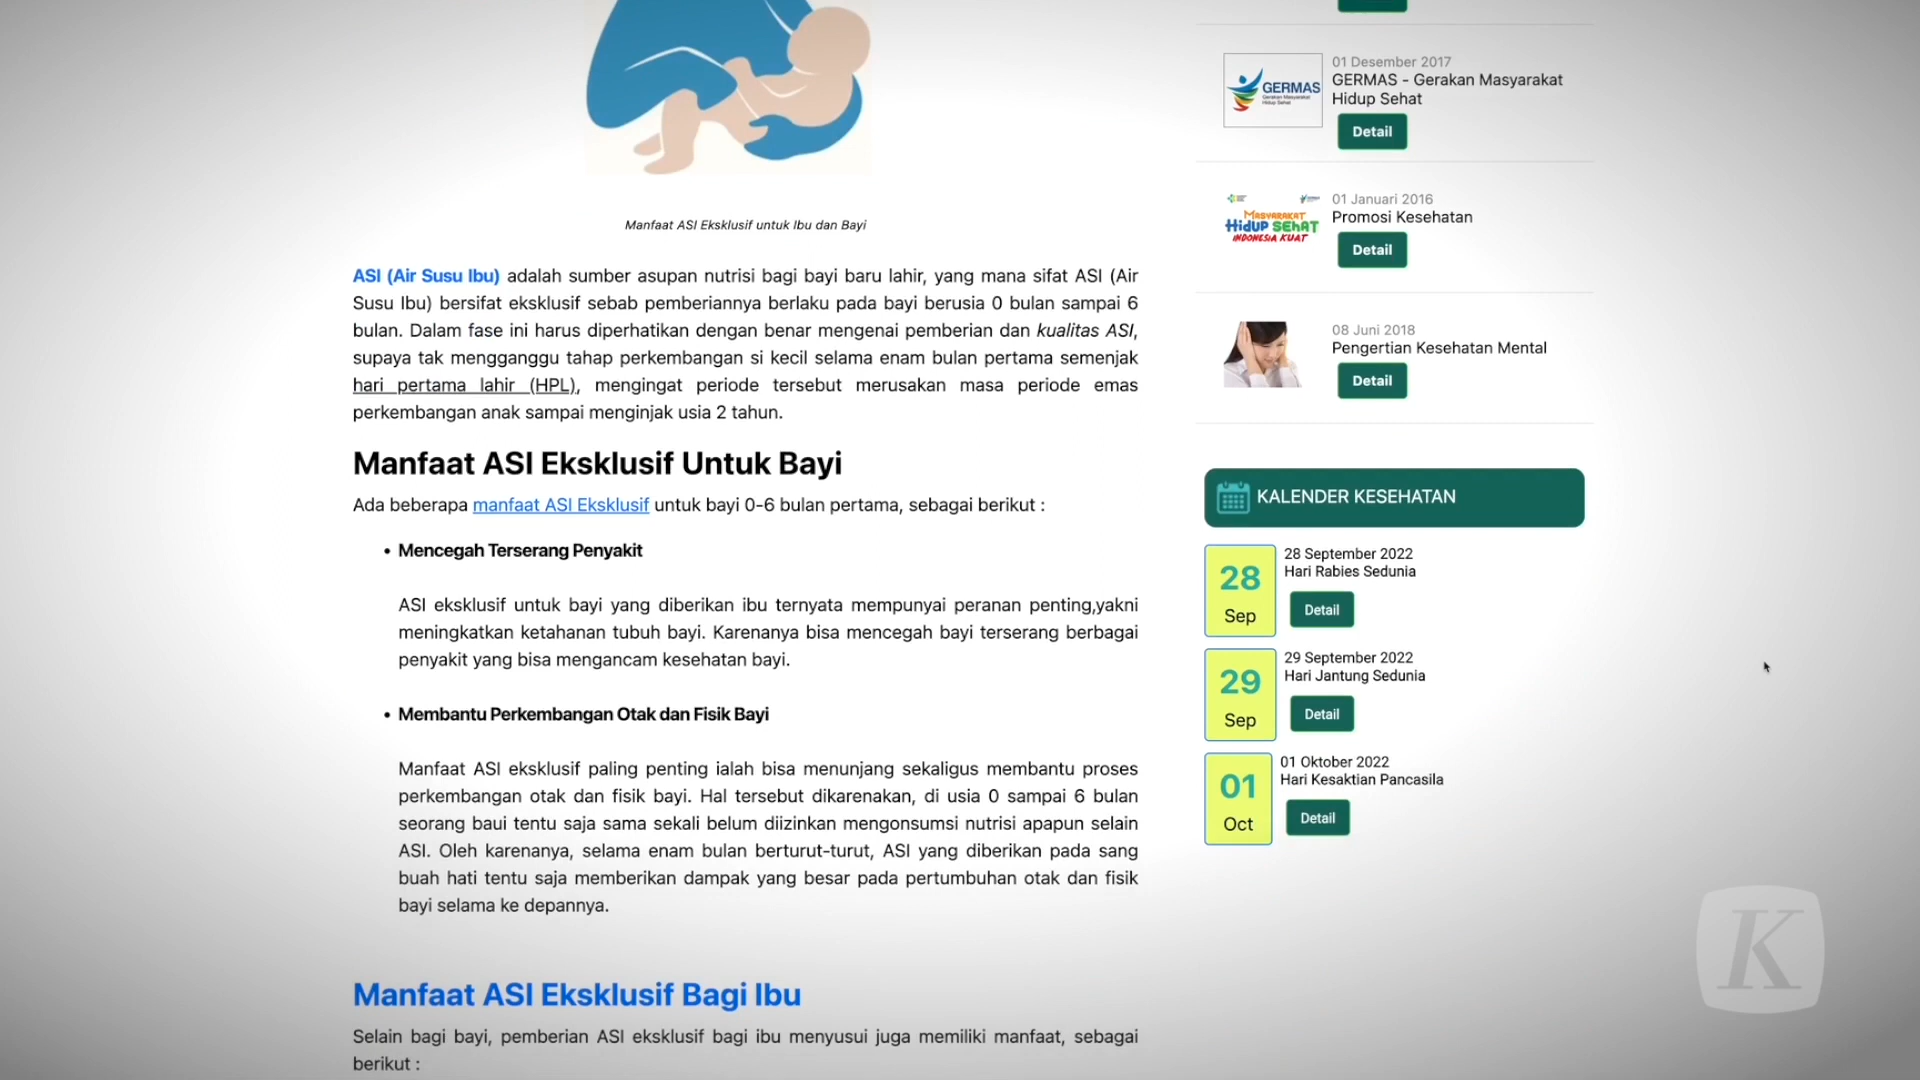 Manfaat ASI Eksklusif untuk Ibu dan Bayi
ASI (Air Susu Ibu) adalah sumber asupan nutrisi bagi bayi baru lahir, yang mana sifat ASI (Air
Susu Ibu) bersifat eksklusif sebab pemberiannya berlaku pada bayi berusia 0 bulan sampai 6
bulan. Dalam fase ini harus diperhatikan dengan benar mengenai pemberian dan kualitas ASI,
supaya tak mengganggu tahap perkembangan si kecil selama enam bulan pertama semenjak
hari pertama lahir (HPL), mengingat periode tersebut merusakan masa periode emas
perkembangan anak sampai menginjak usia 2 tahun.
Manfaat ASI Eksklusif Untuk Bayi
Ada beberapa manfaat ASI Eksklusif untuk bayi 0-6 bulan pertama, sebagai berikut :
• Mencegah Terserang Penyakit
ASI eksklusif untuk bayi yang diberikan ibu ternyata mempunyai peranan penting,yakni
meningkatkan ketahanan tubuh bayi. Karenanya bisa mencegah bayi terserang berbagai
penyakit yang bisa mengancam kesehatan bayi.
• Membantu Perkembangan Otak dan Fisik Bayi
Manfaat ASI eksklusif paling penting ialah bisa menunjang sekaligus membantu proses
perkembangan otak dan fisik bayi. Hal tersebut dikarenakan, di usia 0 sampai 6 bulan
seorang baui tentu saja sama sekali belum diizinkan mengonsumsi nutrisi apapun selain
ASI. Oleh karenanya, selama enam bulan berturut-turut, ASI yang diberikan pada sang
buah hati tentu saja memberikan dampak yang besar pada pertumbuhan otak dan fisik
bayi selama ke depannya.
Manfaat ASI Eksklusif Bagi Ibu
Selain bagi bayi, pemberian ASI eksklusif bagi ibu menyusui juga memiliki manfaat, sebagai
berikut :
GERMAS
Gerakan Masyarakat
Hidup Sehat
01 Desember 2017
GERMAS - Gerakan Masyarakat
Hidup Sehat
Detail
MASYARAKAT
HiDUP SEHAT
INDONESIA KUAT
01 Januari 2016
Promosi Kesehatan
Detail
08 Juni 2018
Pengertian Kesehatan Mental
Detail
KALENDER KESEHATAN
28
Sep
28 September 2022
Hari Rabies Sedunia
Detail
29
Sep
29 September 2022
Hari Jantung Sedunia
Detail
01
Oct
01 Oktober 2022
Hari Kesaktian Pancasila
Detail
K